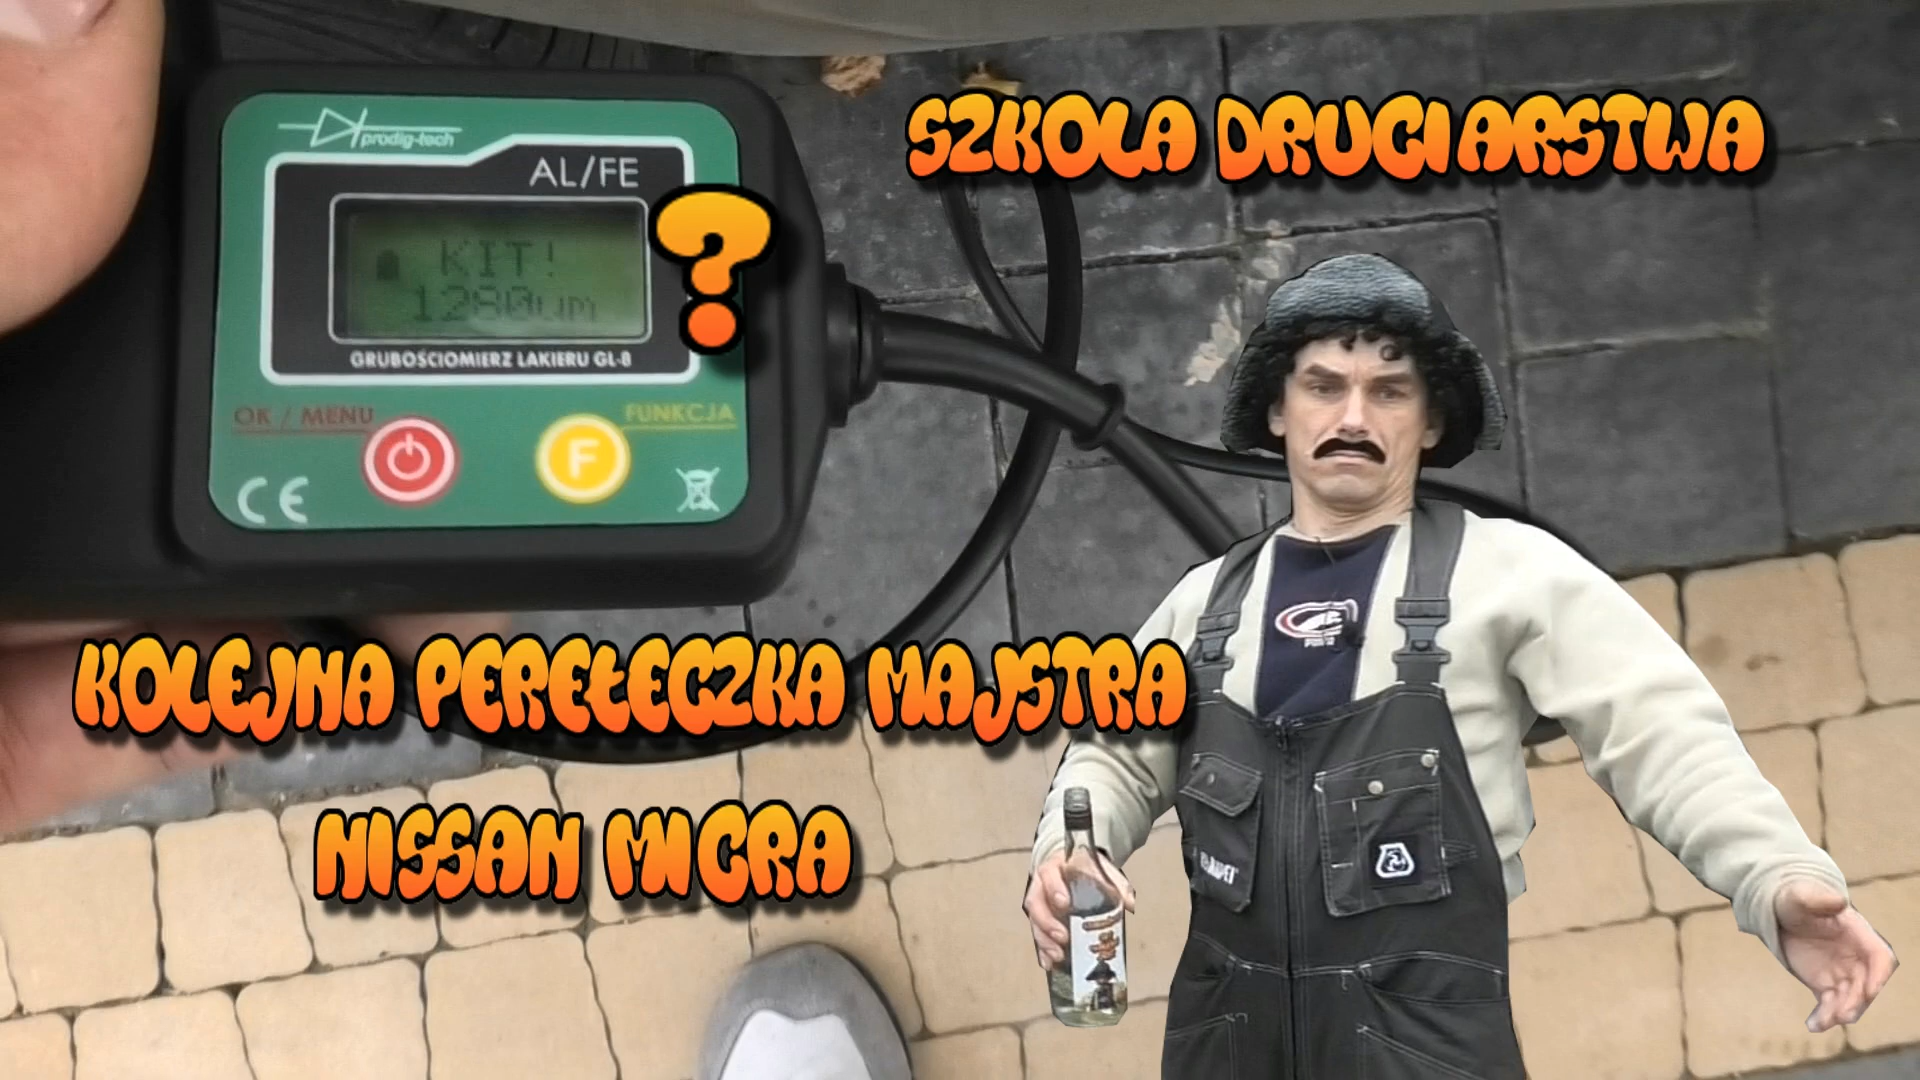 prodig-tech
AL/FE
SZKOLA DRUCIARSTWA
KIT!
1280um
GRUBOŚCIOMIERZ LAKIERU GL-8
?
OK / MENU
FUNKCJA
F
CE
KOLEJNA PEREŁECZKA MAJSTRA
NISSAN MICRA